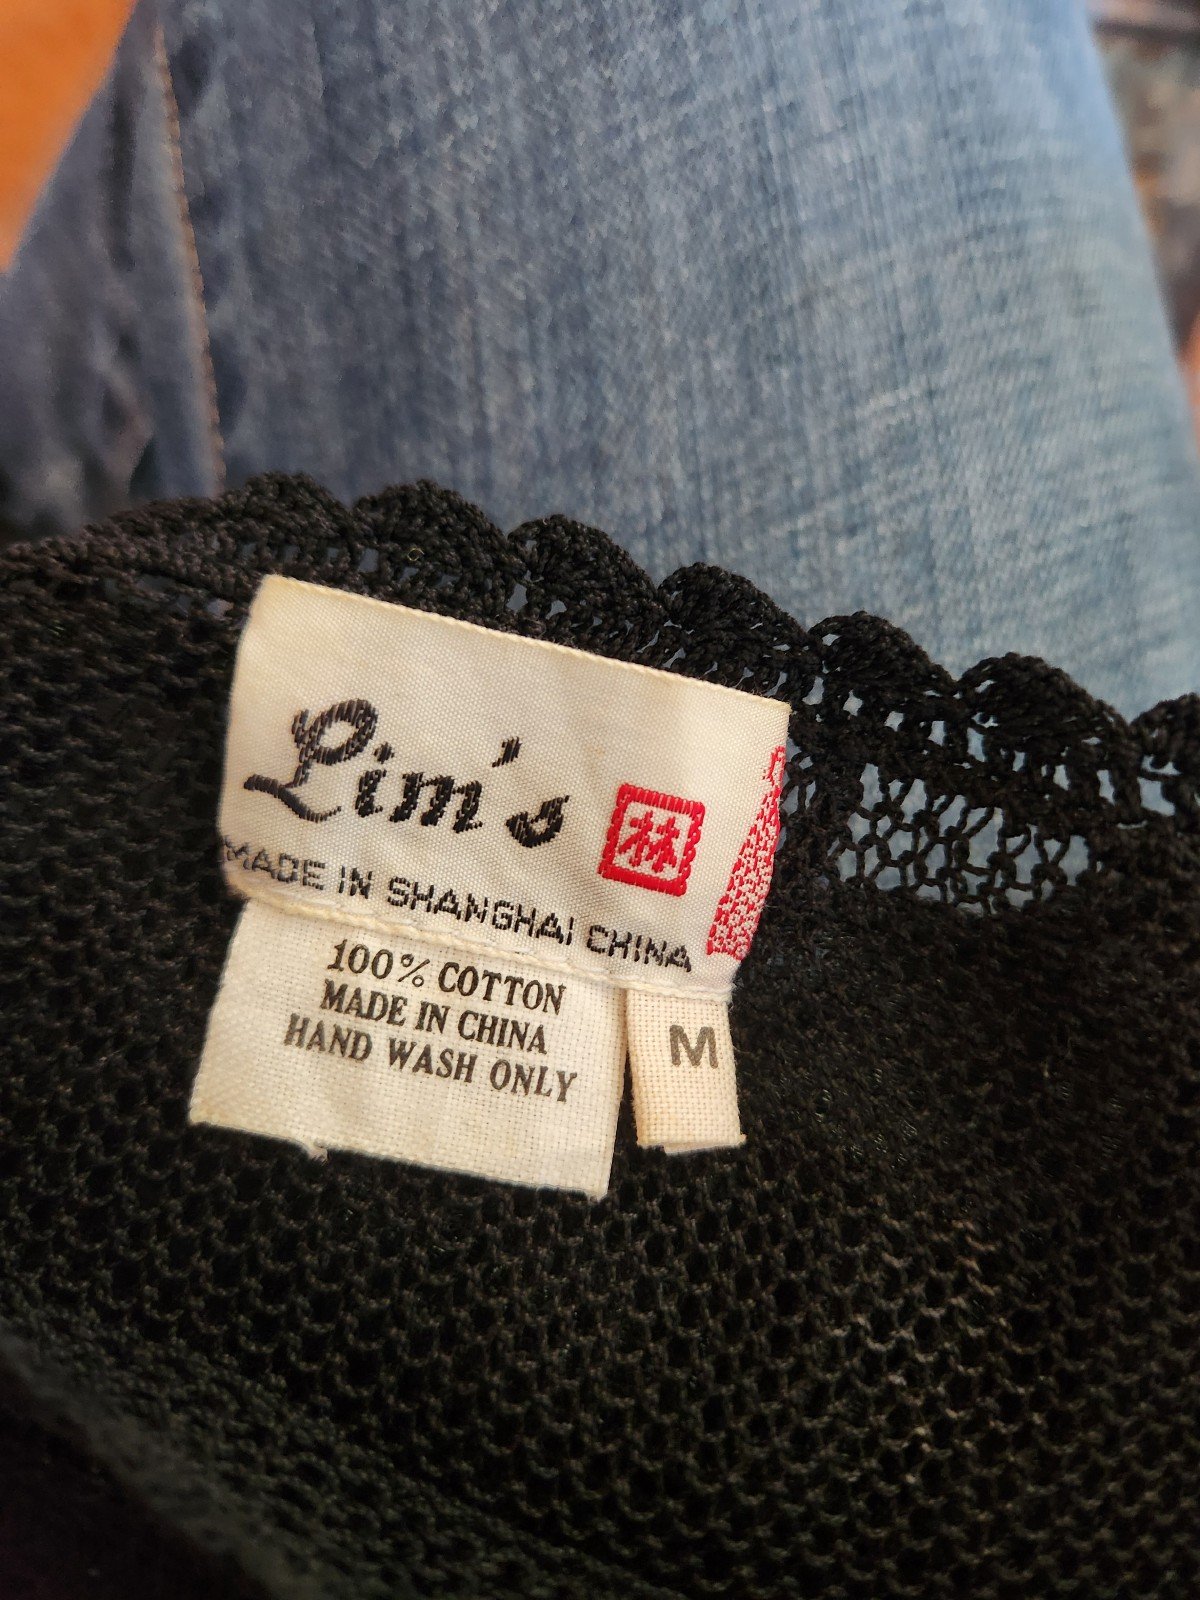 Lim's 林
MADE IN SHANGHAI CHINA
100% COTTON
MADE IN CHINA
HAND WASH ONLY
M